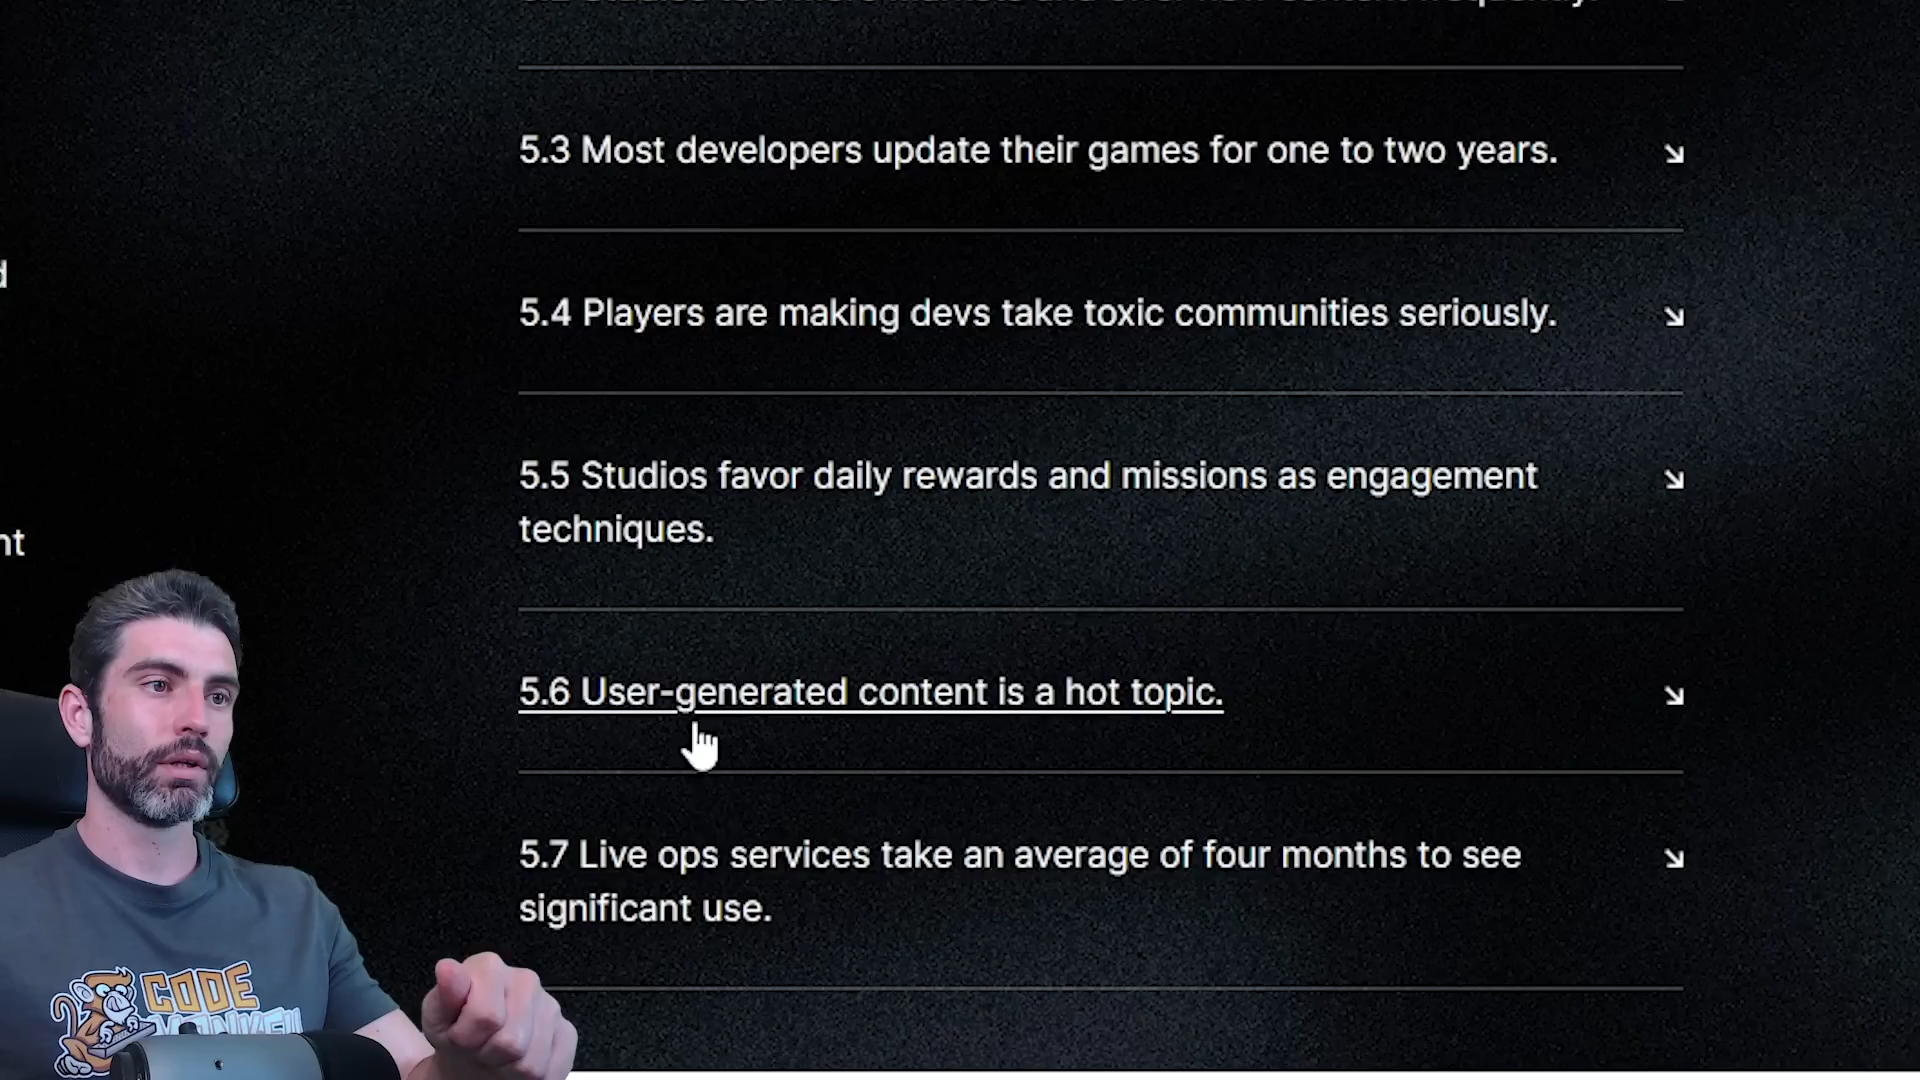 5.3 Most developers update their games for one to two years.
5.4 Players are making devs take toxic communities seriously.
5.5 Studios favor daily rewards and missions as engagement
techniques.
5.6 User-generated content is a hot topic.
5.7 Live ops services take an average of four months to see
significant use.
CODE
MONKEY